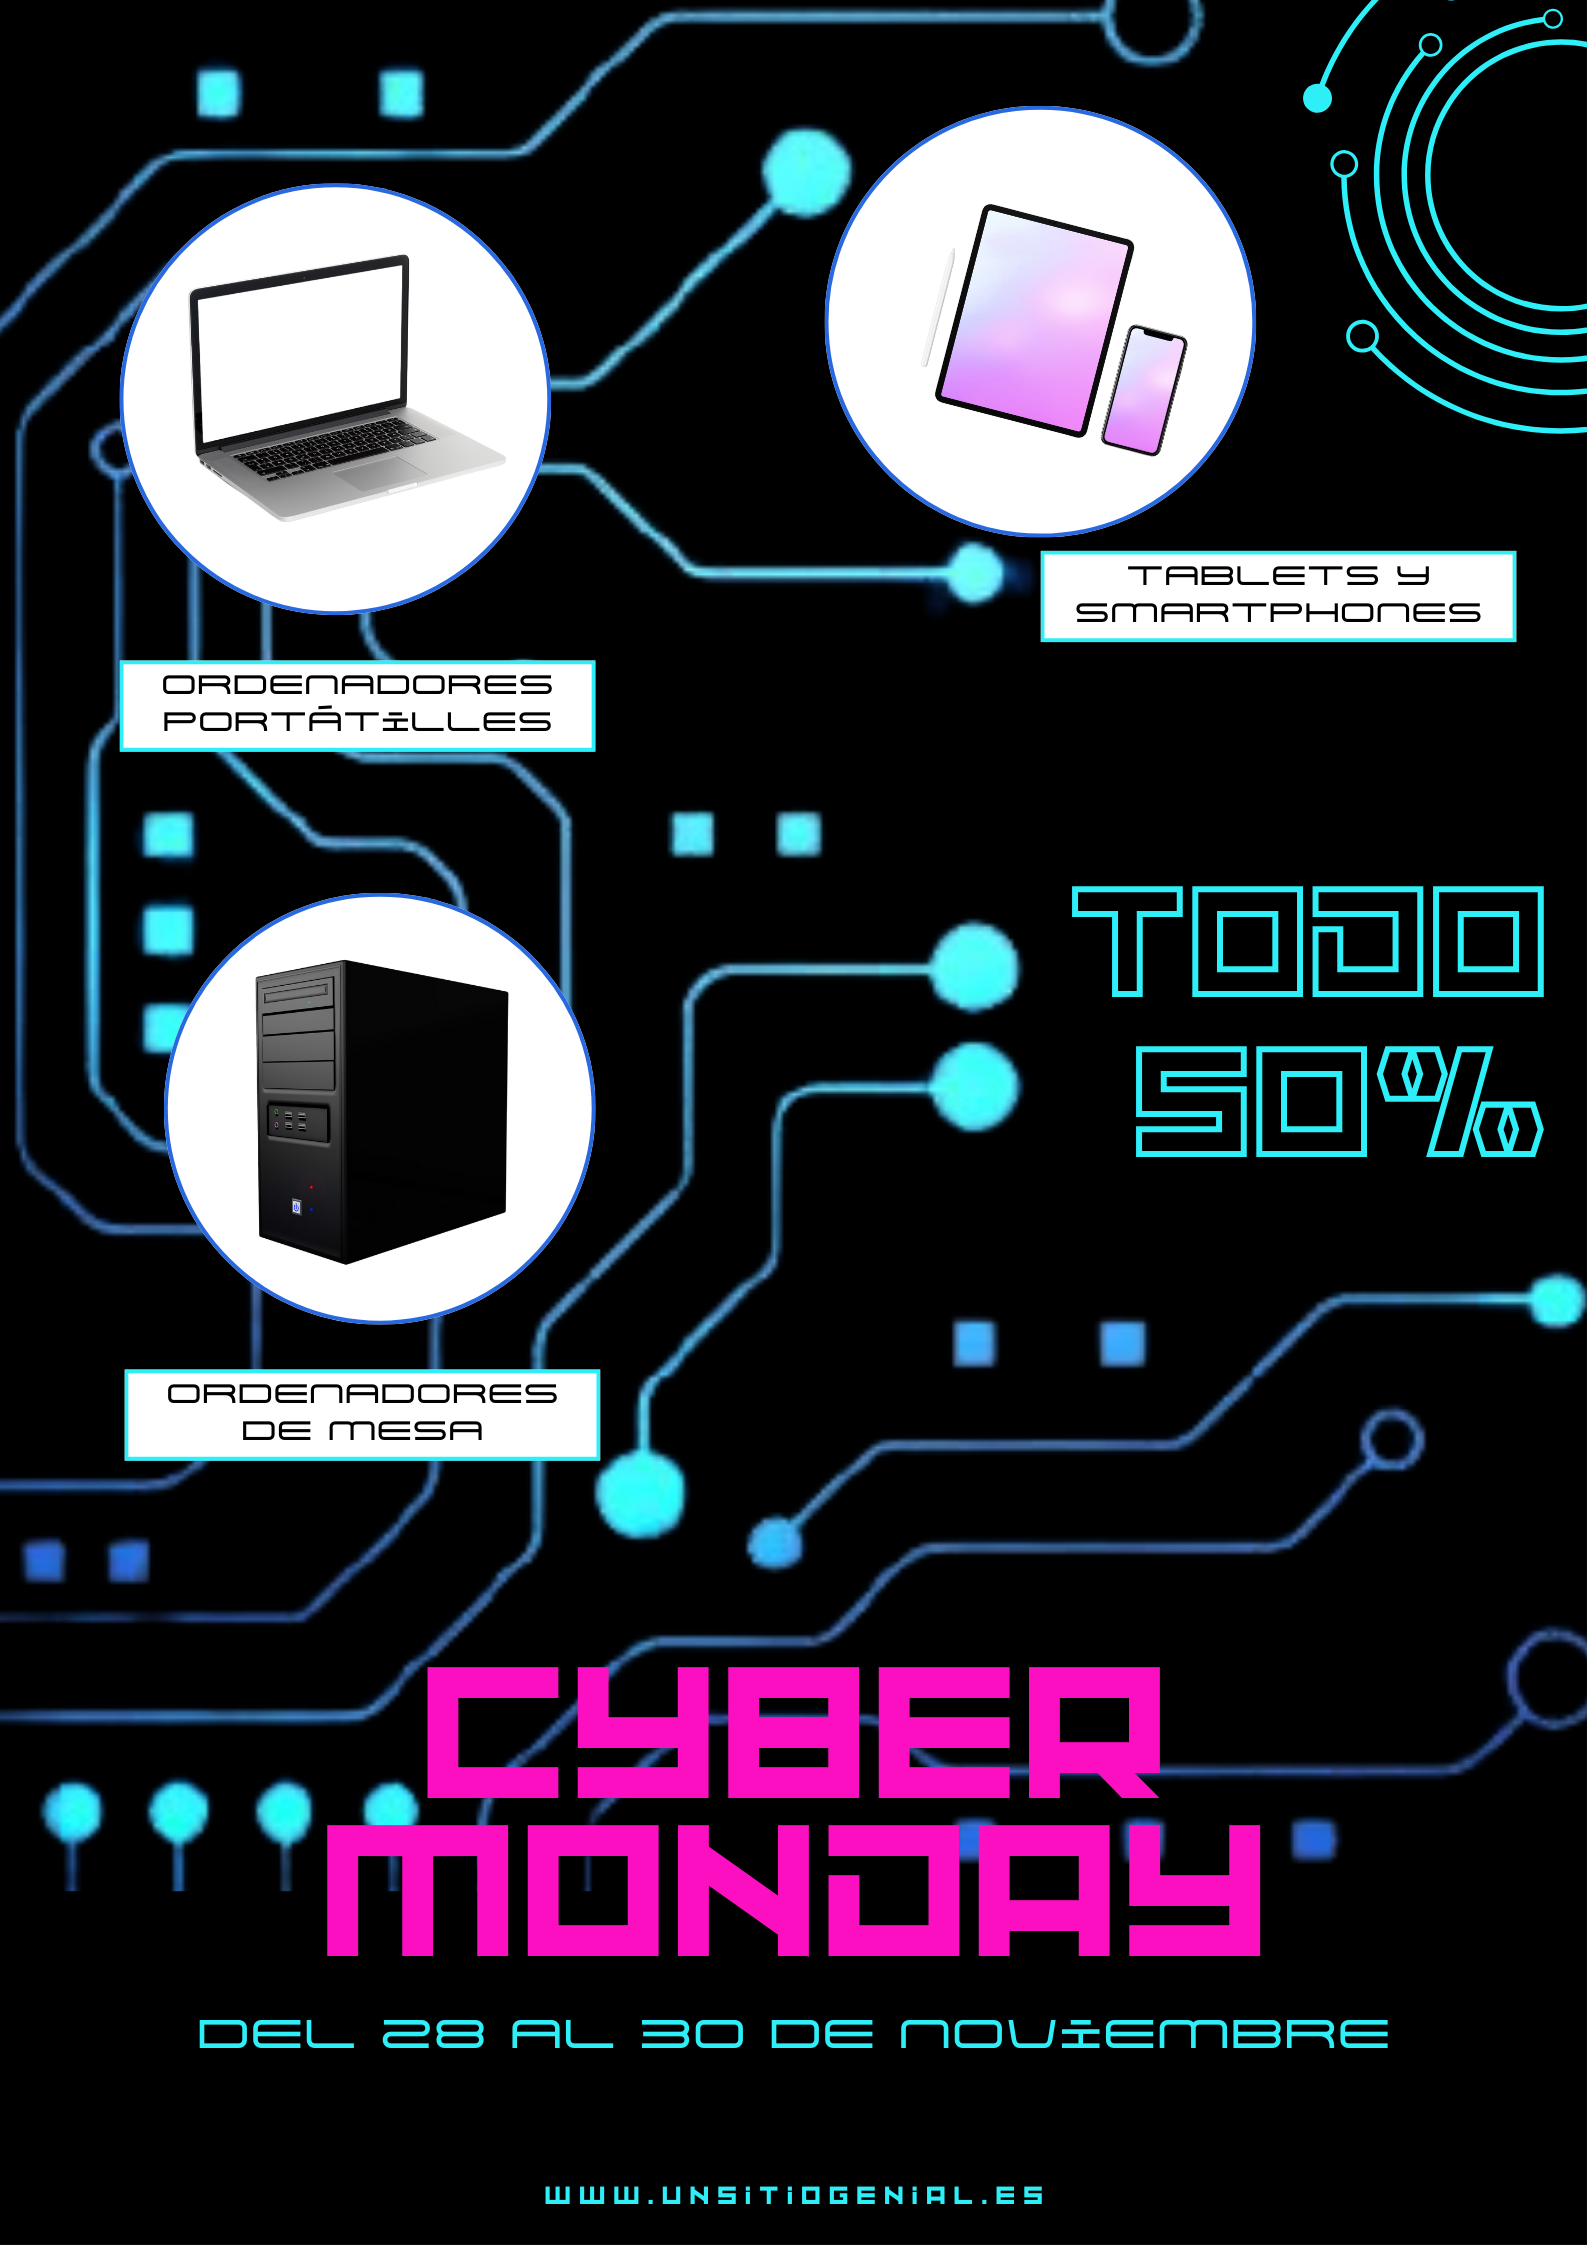 TABLETS Y
SMARTPHONES
ORDENADORES
PORTÁTILLES
TODO
50%
ORDENADORES
DE MESA
CYBER
MONDAY
DEL 28 AL 30 DE NOVIEMBRE
WWW.UNSITIOGENIAL.ES